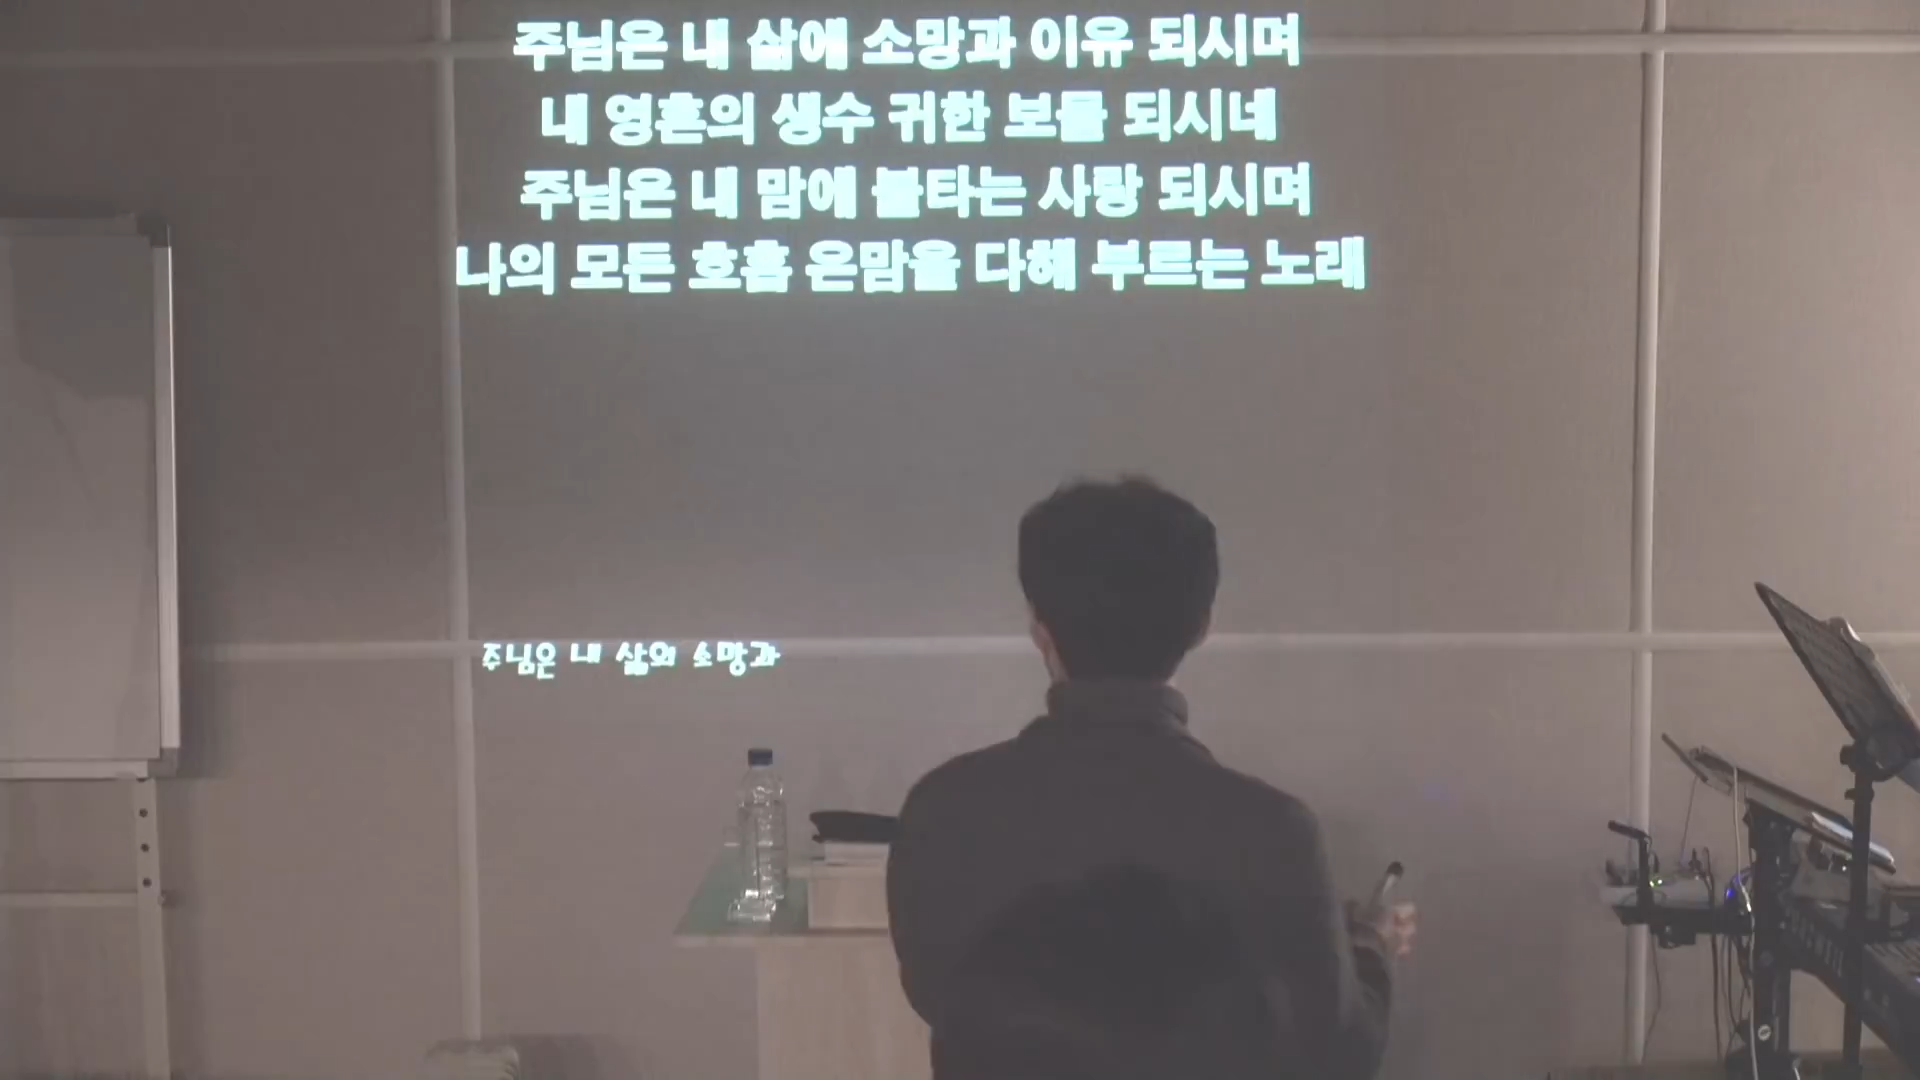 주님은 내 삶에 소망과 이유 되시며
내 영혼의 생수 귀한 보물 되시네
주님은 내 맘에 불타는 사랑 되시며
나의 모든 호흡 온맘을 다해 부르는 노래
주님은 내 삶의 소망과